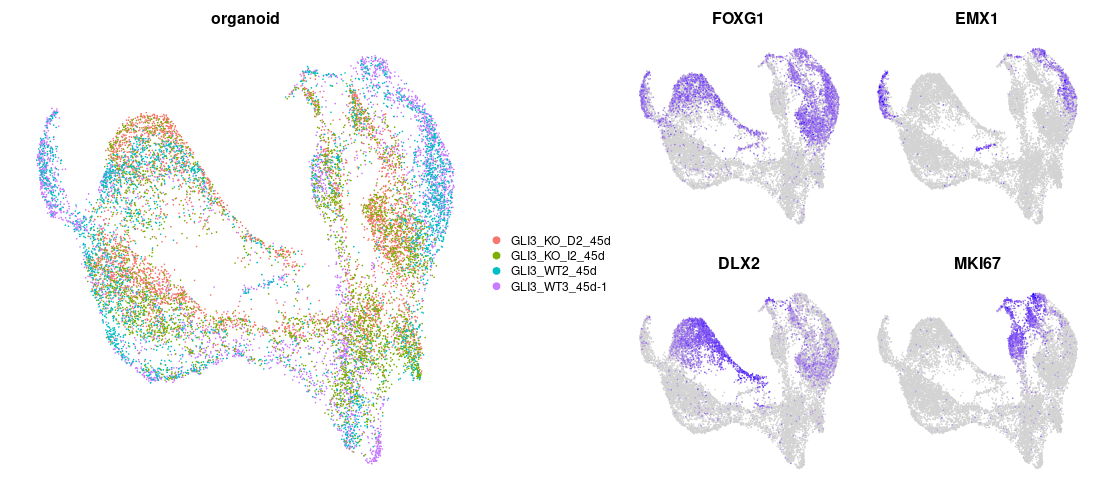 organoid
GLI3_KO_D2_45d
GLI3_KO_I2_45d
GLI3_WT2_45d
GLI3_WT3_45d-1
FOXG1
EMX1
DLX2
MKI67